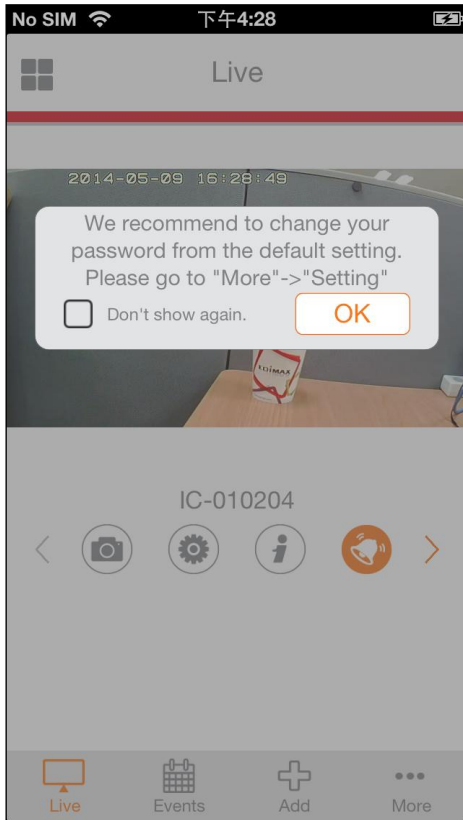 No SIM 下午4:28
Live
2014-05-09 16:28:49
We recommend to change your
password from the default setting.
Please go to "More"->"Setting"
Don't show again.
OK
EDIMAX
IC-010204
Live Events Add More